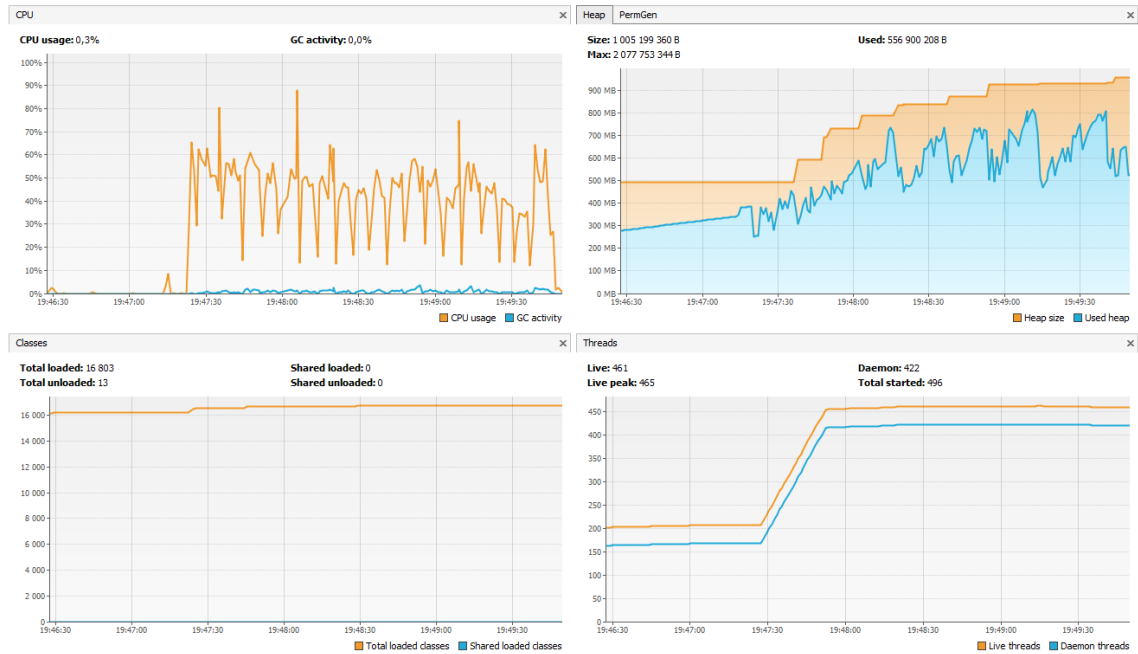 CPU
CPU usage: 0,3%
GC activity: 0,0%
100%
90%
80%
70%
60%
50%
40%
30%
20%
10%
0%
19:46:30 19:47:00 19:47:30 19:48:00 19:48:30 19:49:00 19:49:30
CPU usage GC activity
Heap PermGen
Size: 1 005 199 360 B
Used: 556 900 208 B
Max: 2 077 753 344 B
900 MB
800 MB
700 MB
600 MB
500 MB
400 MB
300 MB
200 MB
100 MB
0 MB
19:46:30 19:47:00 19:47:30 19:48:00 19:48:30 19:49:00 19:49:30
Heap size Used heap
Classes
Total loaded: 16 803
Shared loaded: 0
Total unloaded: 13
Shared unloaded: 0
16 000
14 000
12 000
10 000
8 000
6 000
4 000
2 000
0
19:46:30 19:47:00 19:47:30 19:48:00 19:48:30 19:49:00 19:49:30
Total loaded classes Shared loaded classes
Threads
Live: 461
Daemon: 422
Live peak: 465
Total started: 496
450
400
350
300
250
200
150
100
50
0
19:46:30 19:47:00 19:47:30 19:48:00 19:48:30 19:49:00 19:49:30
Live threads Daemon threads